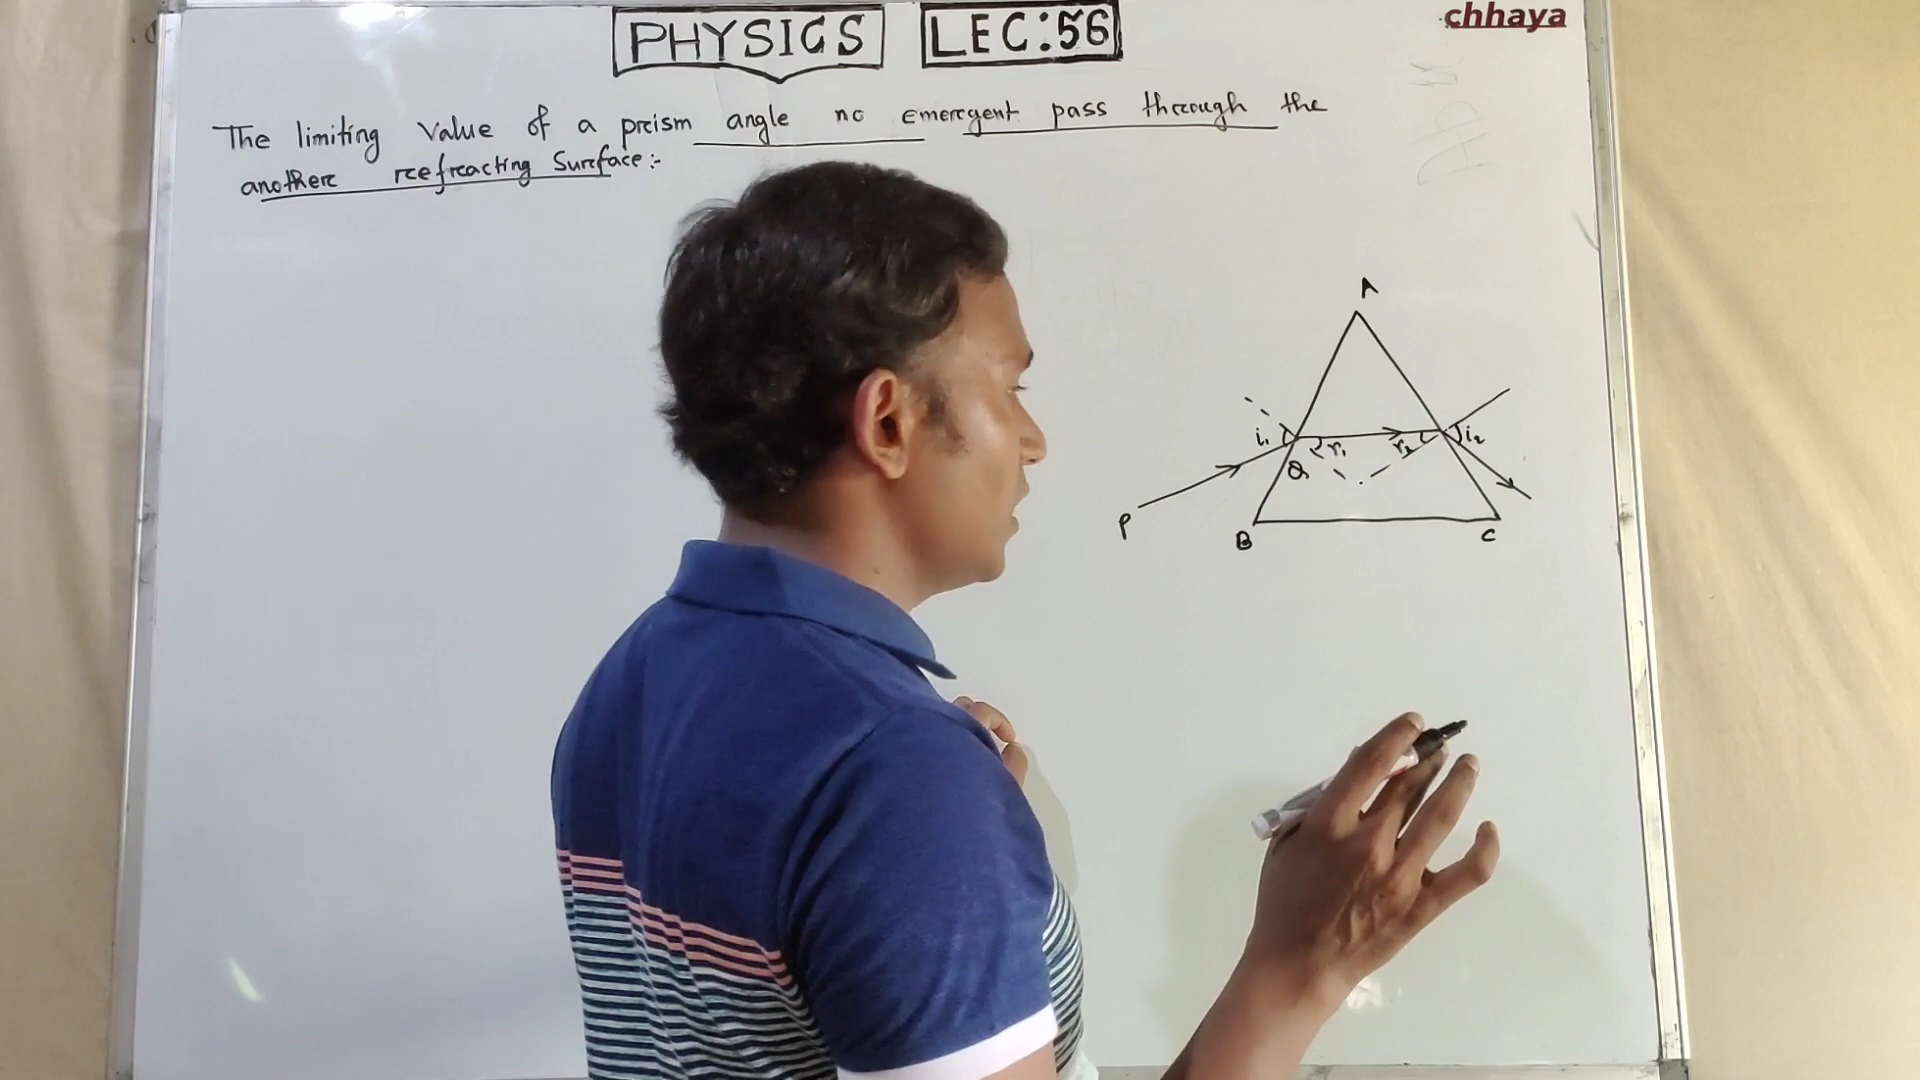 PHYSICS LEC:56
chhaya
The limiting value of a prism angle no emergent pass through the
another refracting Surface:-
A
i₁ r₁ r₂ i₂
Q
P
B C